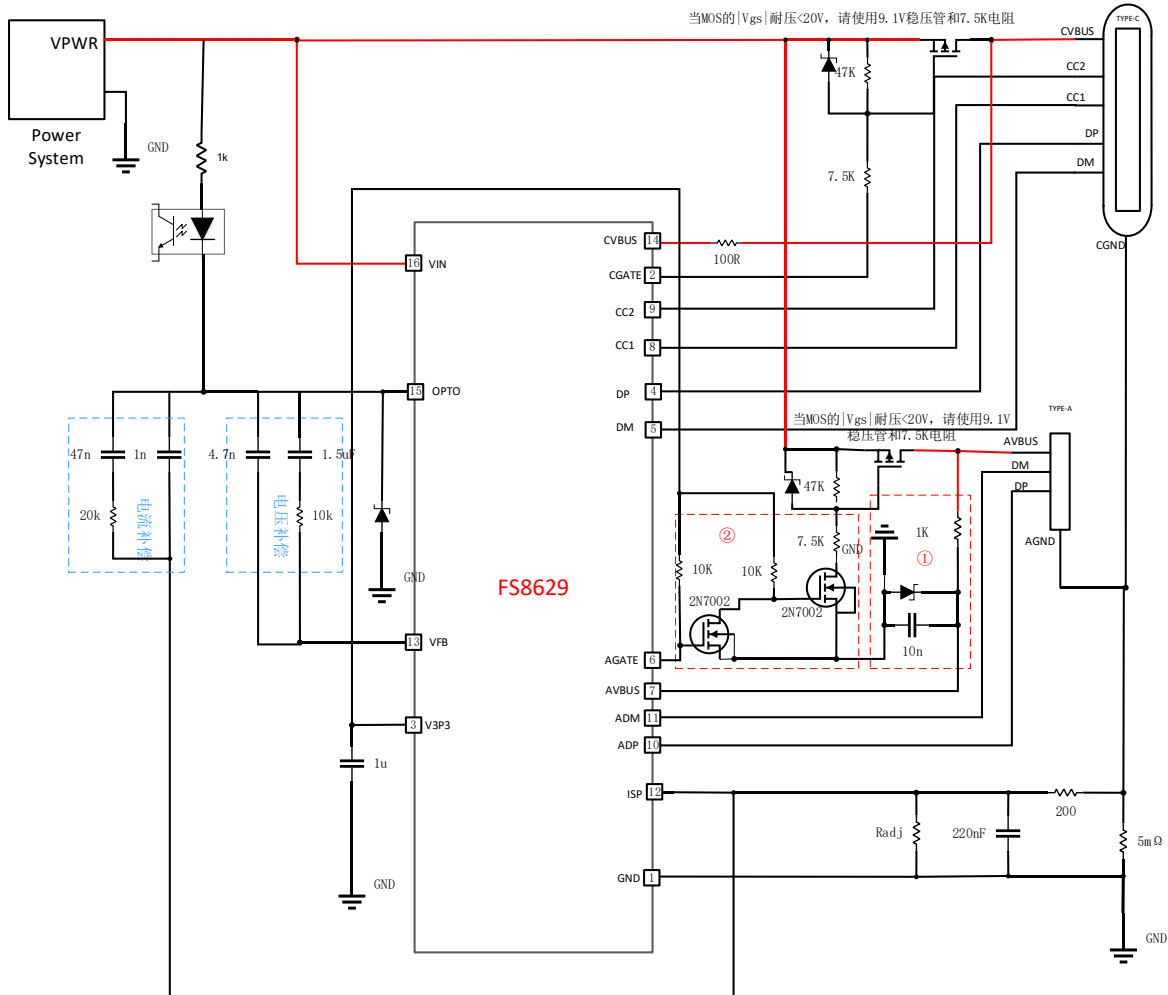 当MOS的|Vgs|耐压<20V,请使用9.1V稳压管和7.5K电阻
TYPE-C
VPWR
CVBUS
47K
CC2
CC1
Power
System
GND
1k
DP
7.5K
DM
CVBUS
14
100R
CGND
16
VIN
CGATE
2
CC2
9
CC1
8
15
OPTO
DP
4
当MOS的|Vgs|耐压<20V,请使用9.1V
稳压管和7.5K电阻
TYPE-A
DM
5
AVBUS
DM
DP
47n
1n
4.7n
1.5uF
47K
20k
电流补偿
电压补偿
10k
②
7.5K
GND
1K
①
AGND
10K
10K
GND
FS8629
2N7002
2N7002
10n
13
VFB
AGATE
6
AVBUS
7
3
V3P3
ADM
11
ADP
10
1u
ISP
12
200
Radj
220nF
5mΩ
GND
GND
1
GND